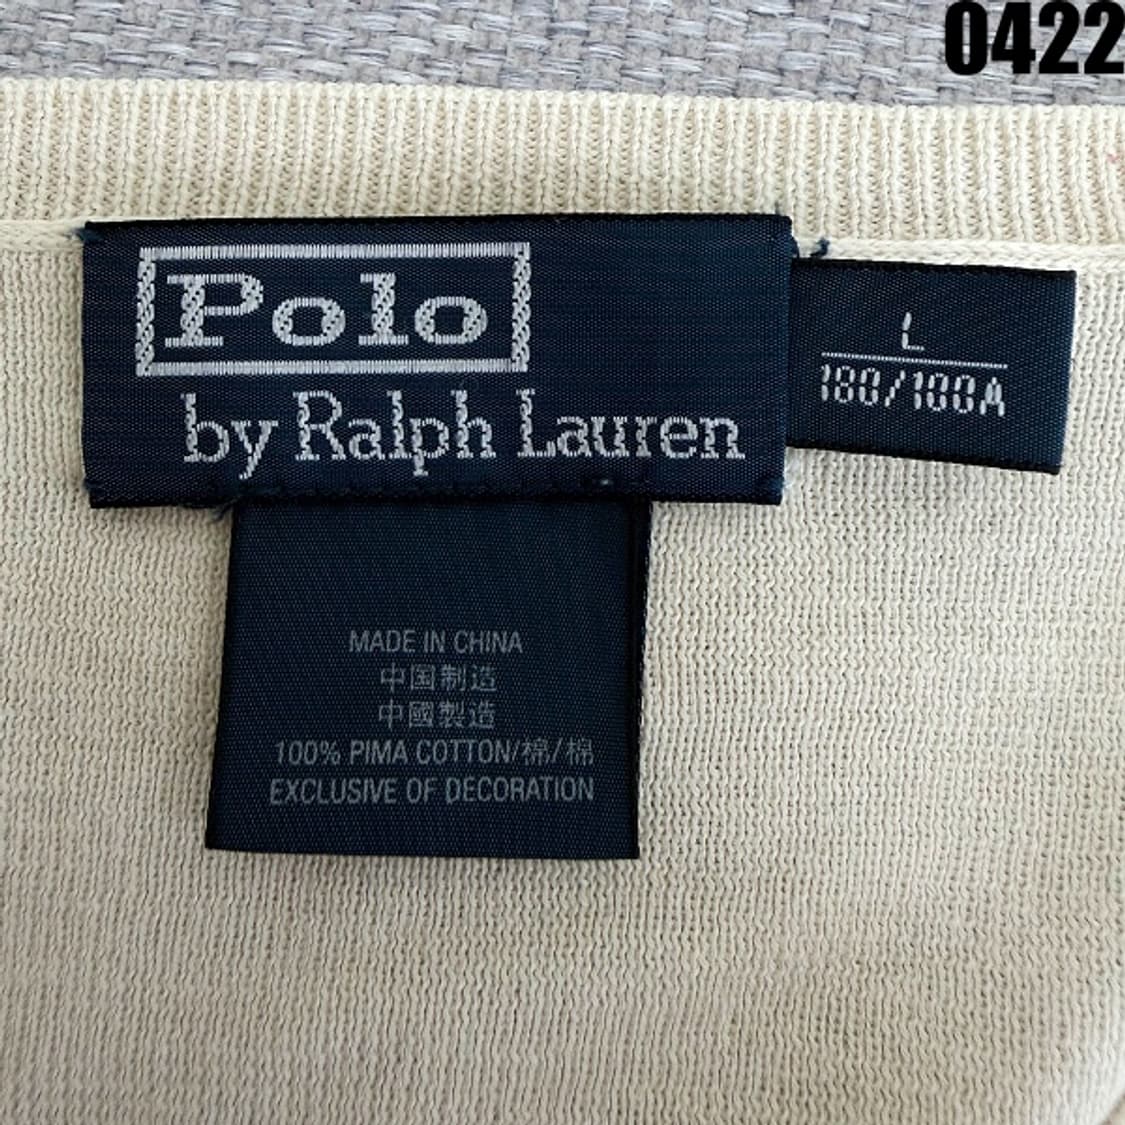 0422
Polo
by Ralph Lauren
L
180/100A
MADE IN CHINA
中国制造
中國製造
100% PIMA COTTON/棉/棉
EXCLUSIVE OF DECORATION